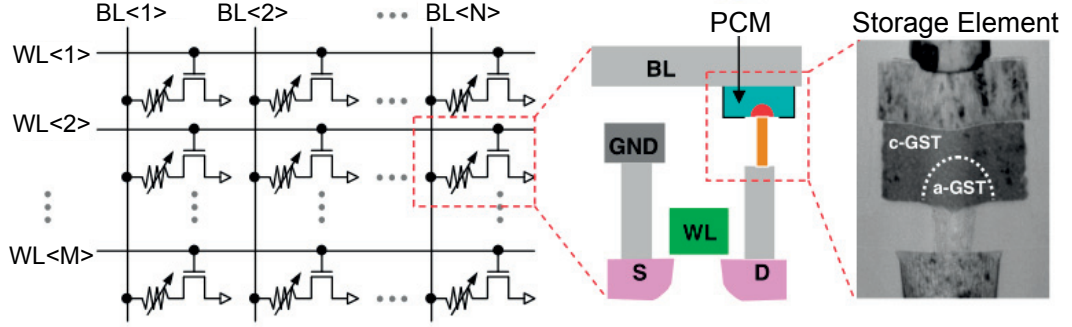 BL<1> BL<2> ... BL<N>
PCM
Storage Element
WL<1>
BL
WL<2>
GND
c-GST
a-GST
WL
WL<M>
S
D